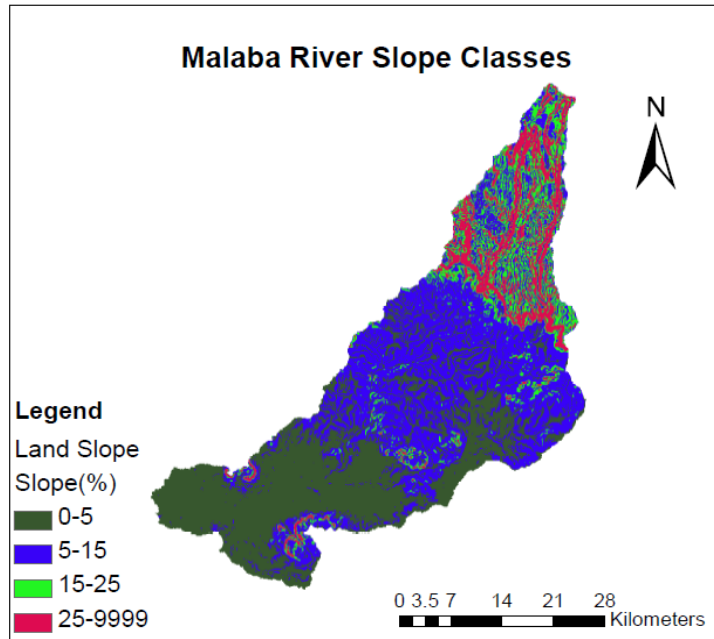 Malaba River Slope Classes
N
Legend
Land Slope
Slope(%)
0-5
5-15
15-25
25-9999
0 3.5 7 14 21 28
Kilometers